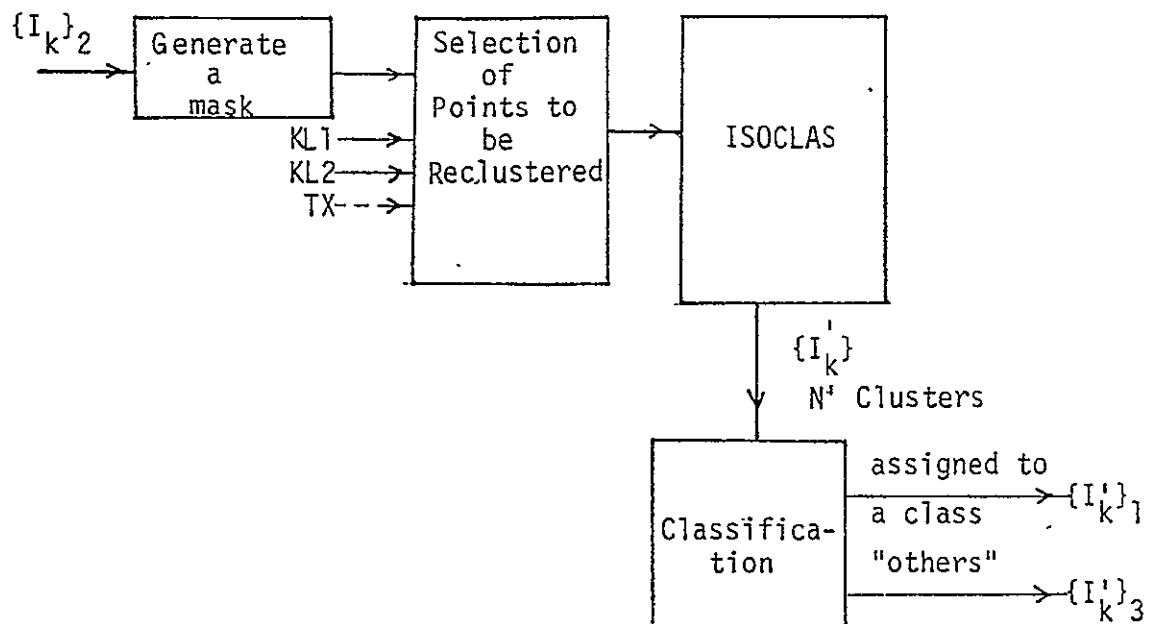 {I_k}_2
Generate
a
mask
Selection
of
Points to
be
Reclustered
KL1
KL2
TX
ISOCLAS
{I'_k}
N' Clusters
Classifica-
tion
assigned to
a class
{I'_k}_1
"others"
{I'_k}_3